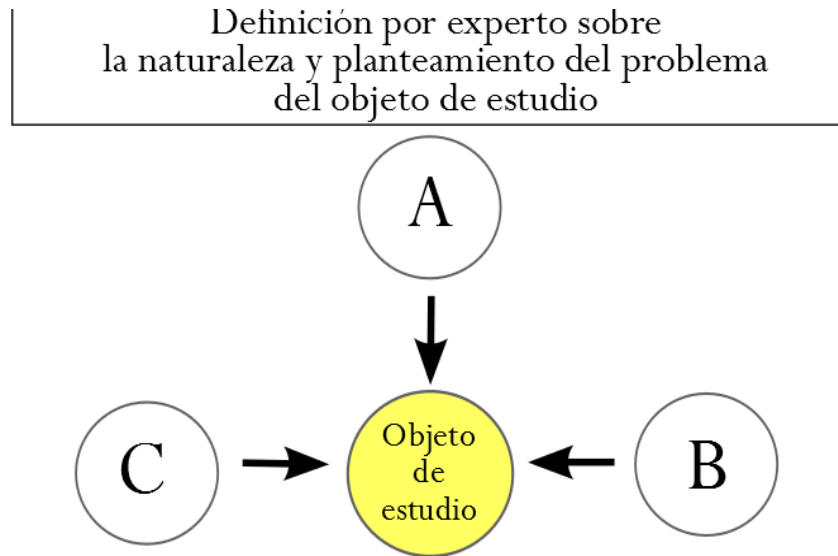 Definición por experto sobre
la naturaleza y planteamiento del problema
del objeto de estudio
A
C
Objeto
de
estudio
B